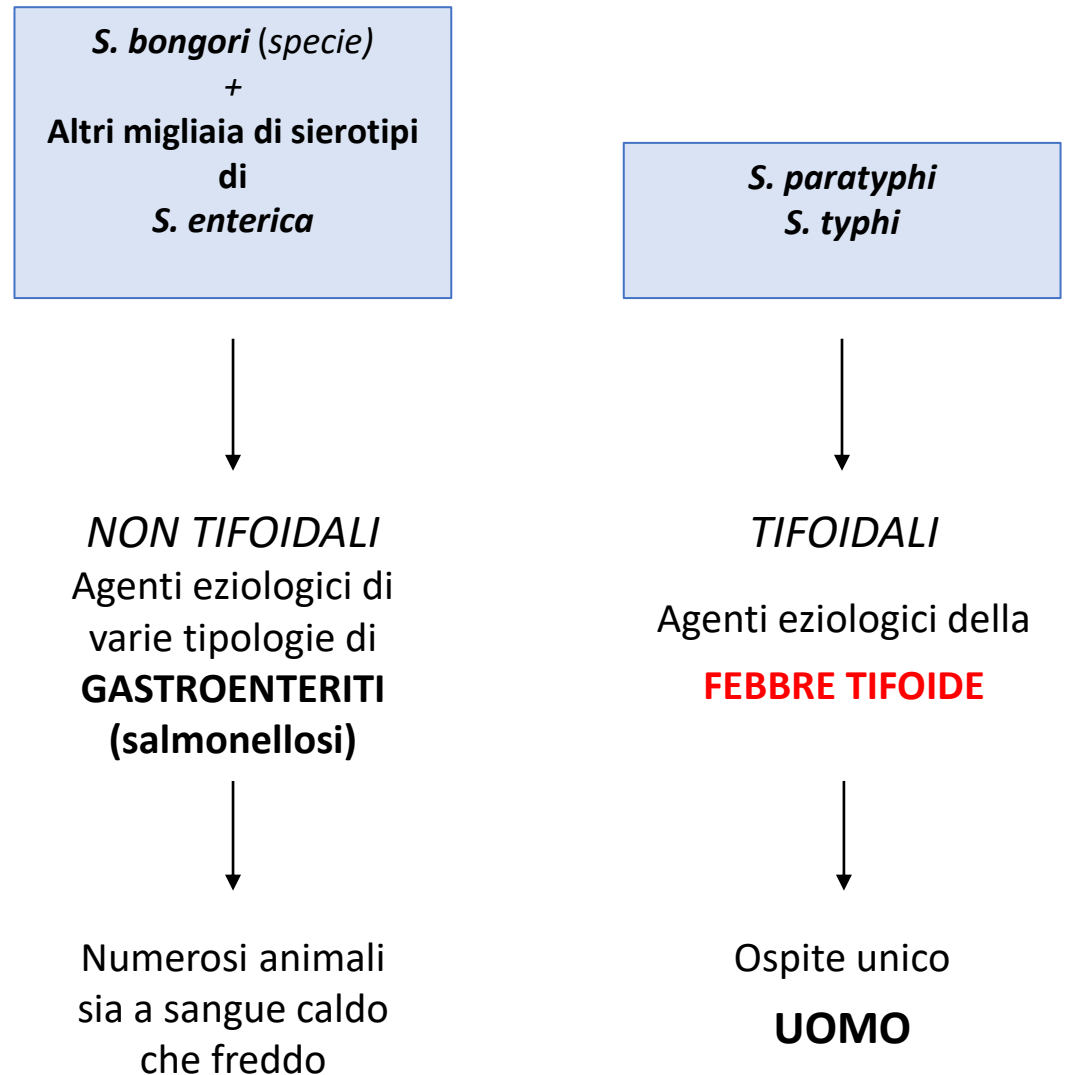 S. bongori (specie)
+
Altri migliaia di sierotipi
di
S. enterica
NON TIFOIDALI
Agenti eziologici di
varie tipologie di
GASTROENTERITI
(salmonellosi)
Numerosi animali
sia a sangue caldo
che freddo
S. paratyphi
S. typhi
TIFOIDALI
Agenti eziologici della
FEBBRE TIFOIDE
Ospite unico
UOMO